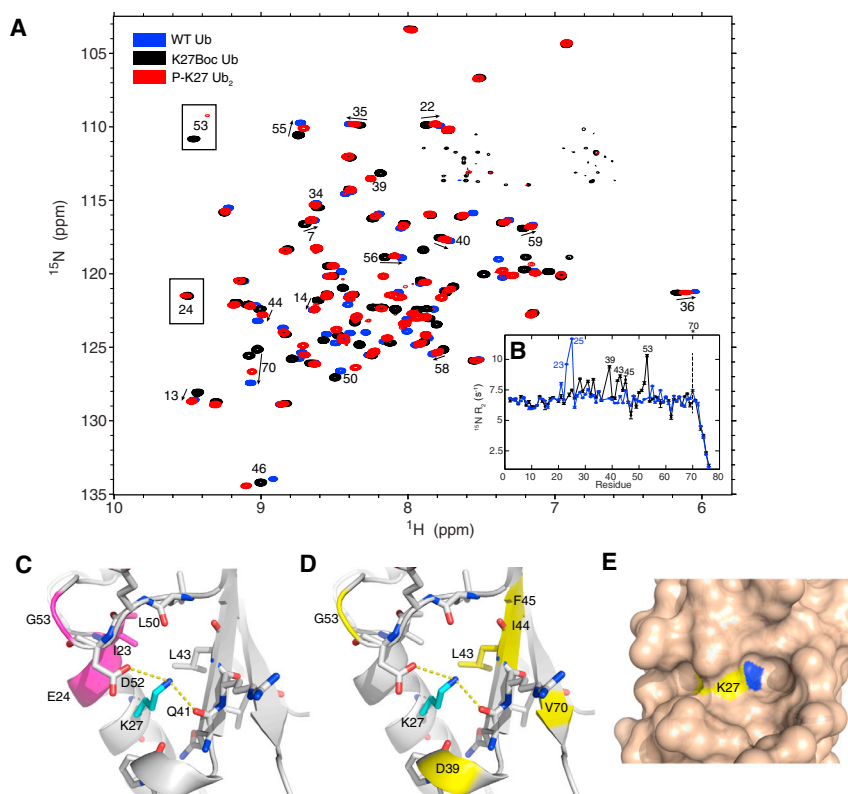 A
WT Ub
K27Boc Ub
P-K27 Ub2
105
110
115
120
125
130
135
15N (ppm)
10
9
8
7
6
1H (ppm)
53
55
35
22
39
34
7
40
59
56
24
14
44
36
70
50
58
13
46
B
10.0
7.5
5.0
2.5
15N R2 (s-1)
0
10
20
30
40
50
60
70
80
Residue
23
25
39
43
45
53
70
C
G53
L50
I23
L43
D52
E24
K27
Q41
D
G53
F45
I44
L43
K27
V70
D39
E
K27